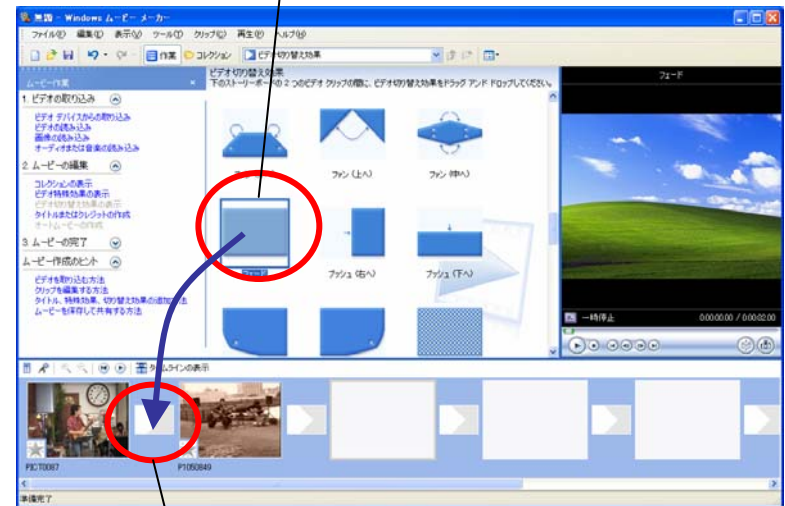 無題 - Windows ムービー メーカー
ファイル(F) 編集(E) 表示(V) ツール(T) クリップ(C) 再生(P) ヘルプ(H)
作業 コレクション ビデオ切り替え効果
ムービー作業
ビデオ切り替え効果
下のストーリーボードの 2 つのビデオ クリップの間に、ビデオ切り替え効果をドラッグ アンド ドロップしてください。
フェード
1. ビデオの取り込み
ビデオ デバイスからの取り込み
ビデオの読み込み
画像の読み込み
オーディオまたは音楽の読み込み
2. ムービーの編集
コレクションの表示
ビデオ特殊効果の表示
ビデオ切り替え効果の表示
タイトルまたはクレジットの作成
オートムービーの作成
3. ムービーの完了
ムービー作成のヒント
ビデオを取り込む方法
クリップを編集する方法
タイトル、特殊効果、切り替え効果の追加方法
ムービーを保存して共有する方法
ファン (上へ)
フェード
プッシュ (右へ)
プッシュ (下へ)
一時停止
0:00:00.00 / 0:00:02.00
タイムラインの表示
PICT0087
P1050849
準備完了